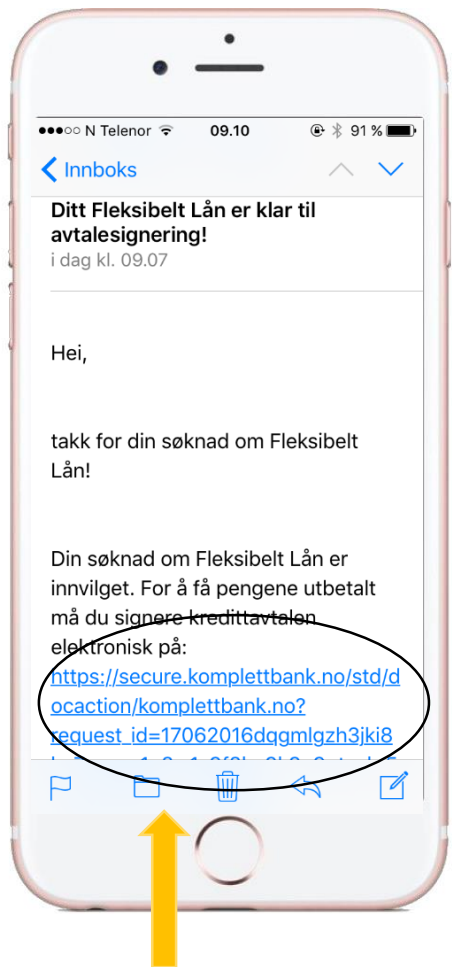 N Telenor 09.10 91 %
Innboks
Ditt Fleksibelt Lån er klar til
avtalesignering!
i dag kl. 09.07
Hei,
takk for din søknad om Fleksibelt
Lån!
Din søknad om Fleksibelt Lån er
innvilget. For å få pengene utbetalt
må du signere kredittavtalen
elektronisk på:
https://secure.komplettbank.no/std/d
ocaction/komplettbank.no?
request_id=17062016dqgmlgzh3jki8